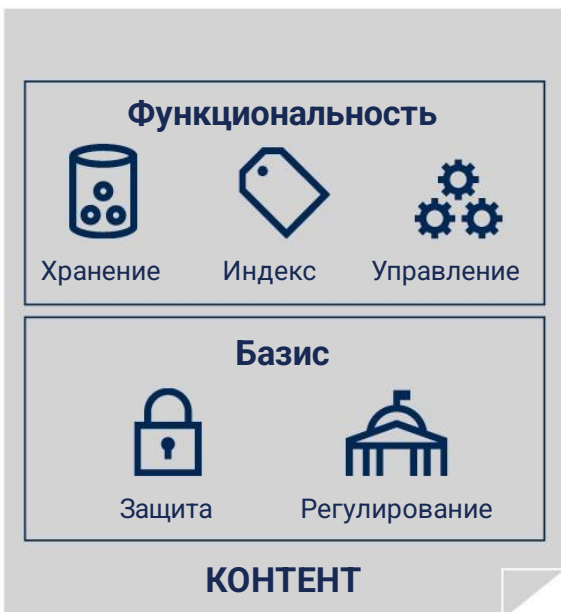 Функциональность
Хранение Индекс Управление
Базис
Защита Регулирование
КОНТЕНТ